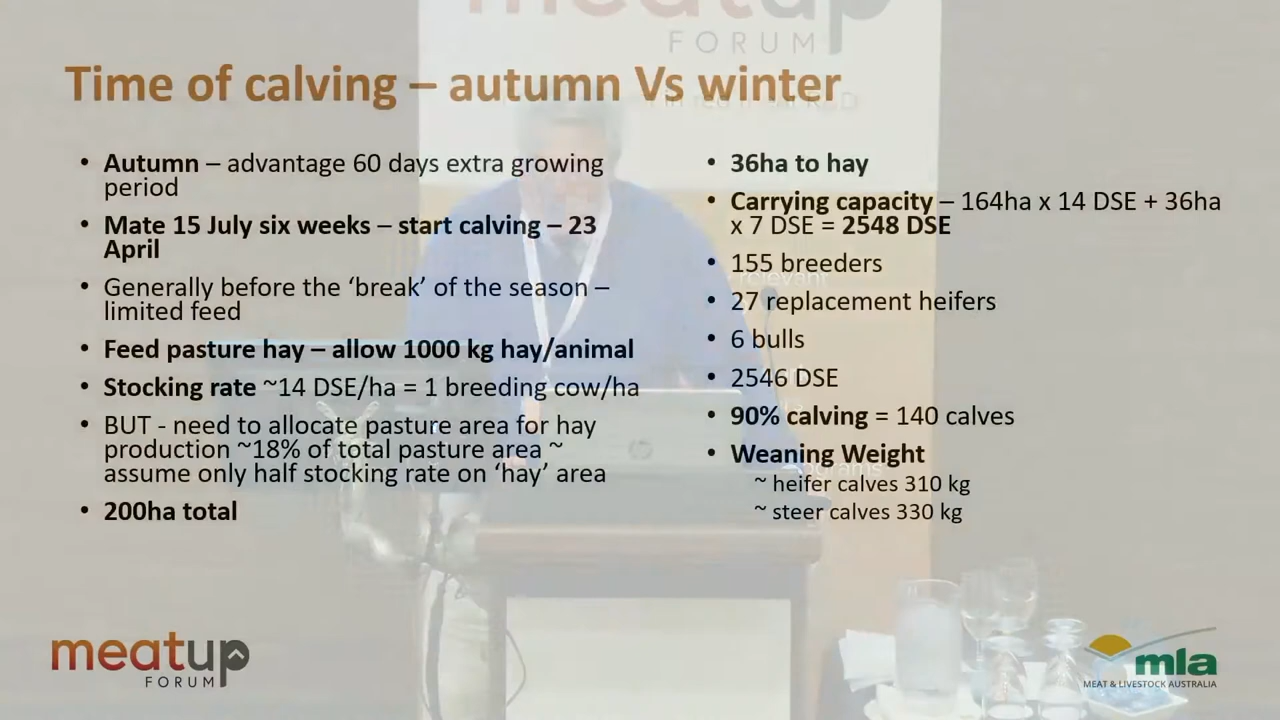 meatup
FORUM
Time of calving – autumn Vs winter
• Autumn – advantage 60 days extra growing
period
• Mate 15 July six weeks – start calving – 23
April
• Generally before the ‘break’ of the season –
limited feed
• Feed pasture hay – allow 1000 kg hay/animal
• Stocking rate ~14 DSE/ha = 1 breeding cow/ha
• BUT - need to allocate pasture area for hay
production ~18% of total pasture area ~
assume only half stocking rate on ‘hay’ area
• 200ha total
• 36ha to hay
• Carrying capacity – 164ha x 14 DSE + 36ha
x 7 DSE = 2548 DSE
• 155 breeders
• 27 replacement heifers
• 6 bulls
• 2546 DSE
• 90% calving = 140 calves
• Weaning Weight
~ heifer calves 310 kg
~ steer calves 330 kg
meatup
FORUM
mla
MEAT & LIVESTOCK AUSTRALIA